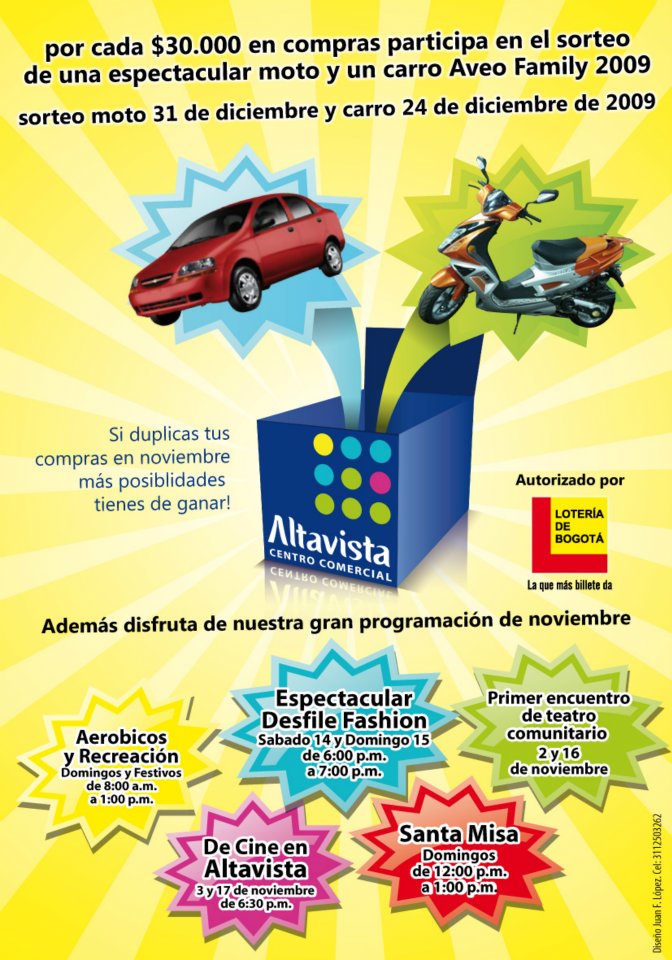 por cada $30.000 en compras participa en el sorteo
de una espectacular moto y un carro Aveo Family 2009
sorteo moto 31 de diciembre y carro 24 de diciembre de 2009
Si duplicas tus
compras en noviembre
más posiblidades
tienes de ganar!
Altavista
CENTRO COMERCIAL
Autorizado por
LOTERÍA
DE
BOGOTÁ
La que más billete da
Además disfruta de nuestra gran programación de noviembre
Aerobicos
y Recreación
Domingos y Festivos
de 8:00 a.m.
a 1:00 p.m.
Espectacular
Desfile Fashion
Sabado 14 y Domingo 15
de 6:00 p.m.
a 7:00 p.m.
Primer encuentro
de teatro
comunitario
2 y 16
de noviembre
De Cine en
Altavista
3 y 17 de noviembre
de 6:30 p.m.
Santa Misa
Domingos
de 12:00 p.m.
a 1:00 p.m.
Diseño Juan F. López. Cel: 3112503262